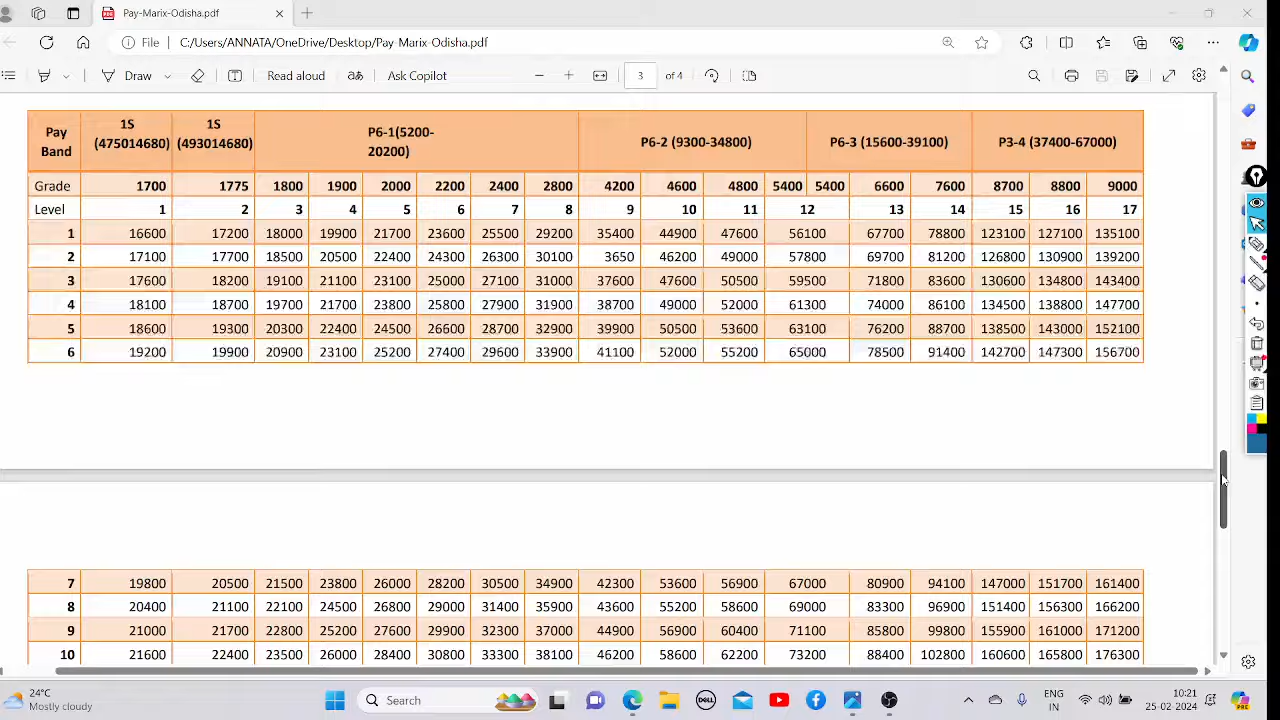 Pay-Marix-Odisha.pdf
File C:/Users/ANNATA/OneDrive/Desktop/Pay-Marix-Odisha.pdf
Draw Read aloud Ask Copilot 3 of 4
Pay Band 1S (475014680) 1S (493014680) P6-1(5200-20200) P6-2 (9300-34800) P6-3 (15600-39100) P3-4 (37400-67000)
Grade 1700 1775 1800 1900 2000 2200 2400 2800 4200 4600 4800 5400 5400 6600 7600 8700 8800 9000
Level 1 2 3 4 5 6 7 8 9 10 11 12 13 14 15 16 17
1 16600 17200 18000 19900 21700 23600 25500 29200 35400 44900 47600 56100 67700 78800 123100 127100 135100
2 17100 17700 18500 20500 22400 24300 26300 30100 3650 46200 49000 57800 69700 81200 126800 130900 139200
3 17600 18200 19100 21100 23100 25000 27100 31000 37600 47600 50500 59500 71800 83600 130600 134800 143400
4 18100 18700 19700 21700 23800 25800 27900 31900 38700 49000 52000 61300 74000 86100 134500 138800 147700
5 18600 19300 20300 22400 24500 26600 28700 32900 39900 50500 53600 63100 76200 88700 138500 143000 152100
6 19200 19900 20900 23100 25200 27400 29600 33900 41100 52000 55200 65000 78500 91400 142700 147300 156700
7 19800 20500 21500 23800 26000 28200 30500 34900 42300 53600 56900 67000 80900 94100 147000 151700 161400
8 20400 21100 22100 24500 26800 29000 31400 35900 43600 55200 58600 69000 83300 96900 151400 156300 166200
9 21000 21700 22800 25200 27600 29900 32300 37000 44900 56900 60400 71100 85800 99800 155900 161000 171200
10 21600 22400 23500 26000 28400 30800 33300 38100 46200 58600 62200 73200 88400 102800 160600 165800 176300
24°C Search DELL ENG 10:21
Mostly cloudy IN 25-02-2024